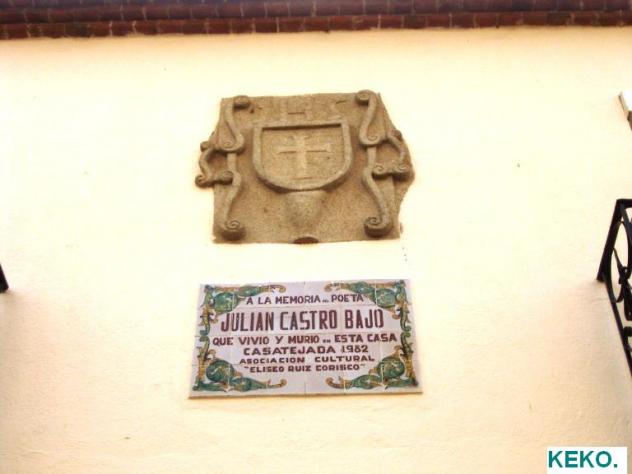 A LA MEMORIA DEL POETA
JULIAN CASTRO BAJO
QUE VIVIO Y MURIO EN ESTA CASA
CASATEJADA 1982
ASOCIACION CULTURAL
"ELISEO RUIZ CORISCO"
KEKO.